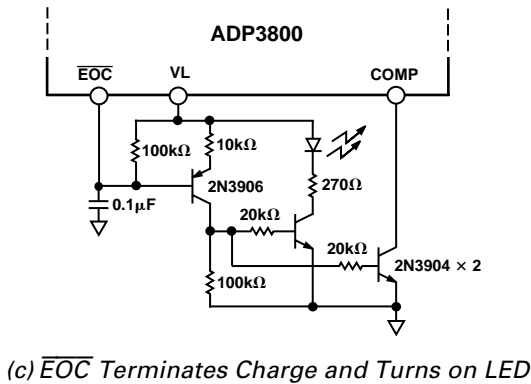 ADP3800
EOC VL COMP
100kΩ 10kΩ
2N3906 270Ω
0.1µF 20kΩ 20kΩ
100kΩ 2N3904 × 2
(c) EOC Terminates Charge and Turns on LED